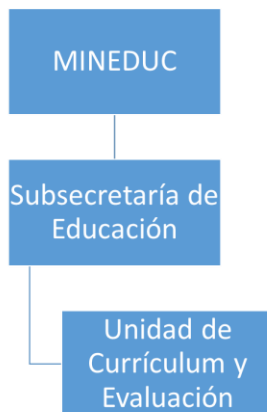 MINEDUC
Subsecretaría de
Educación
Unidad de
Currículum y
Evaluación